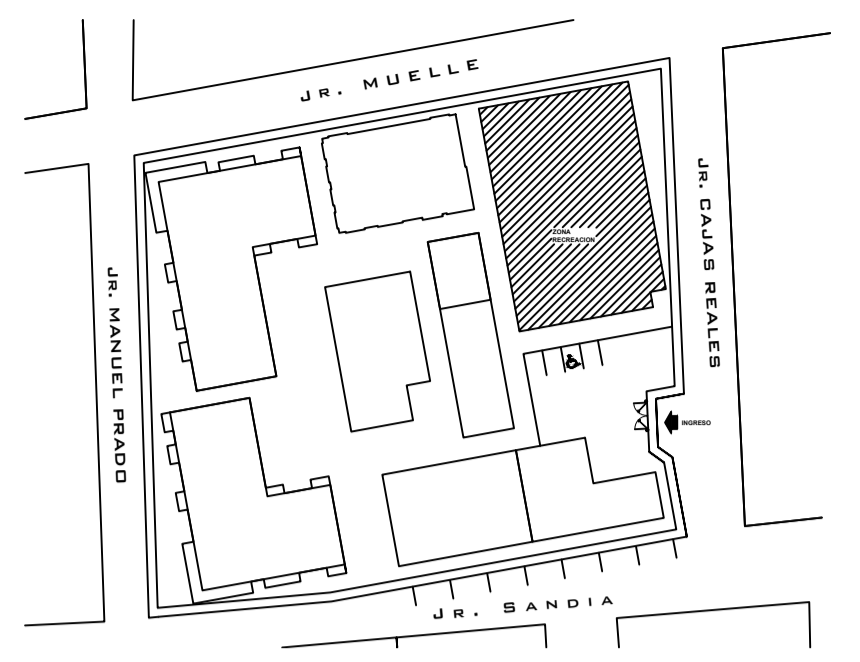 JR. MUELLE
JR. CAJAS REALES
ZONA
RECREACION
JR. MANUEL PRADO
INGRESO
JR. SANDIA